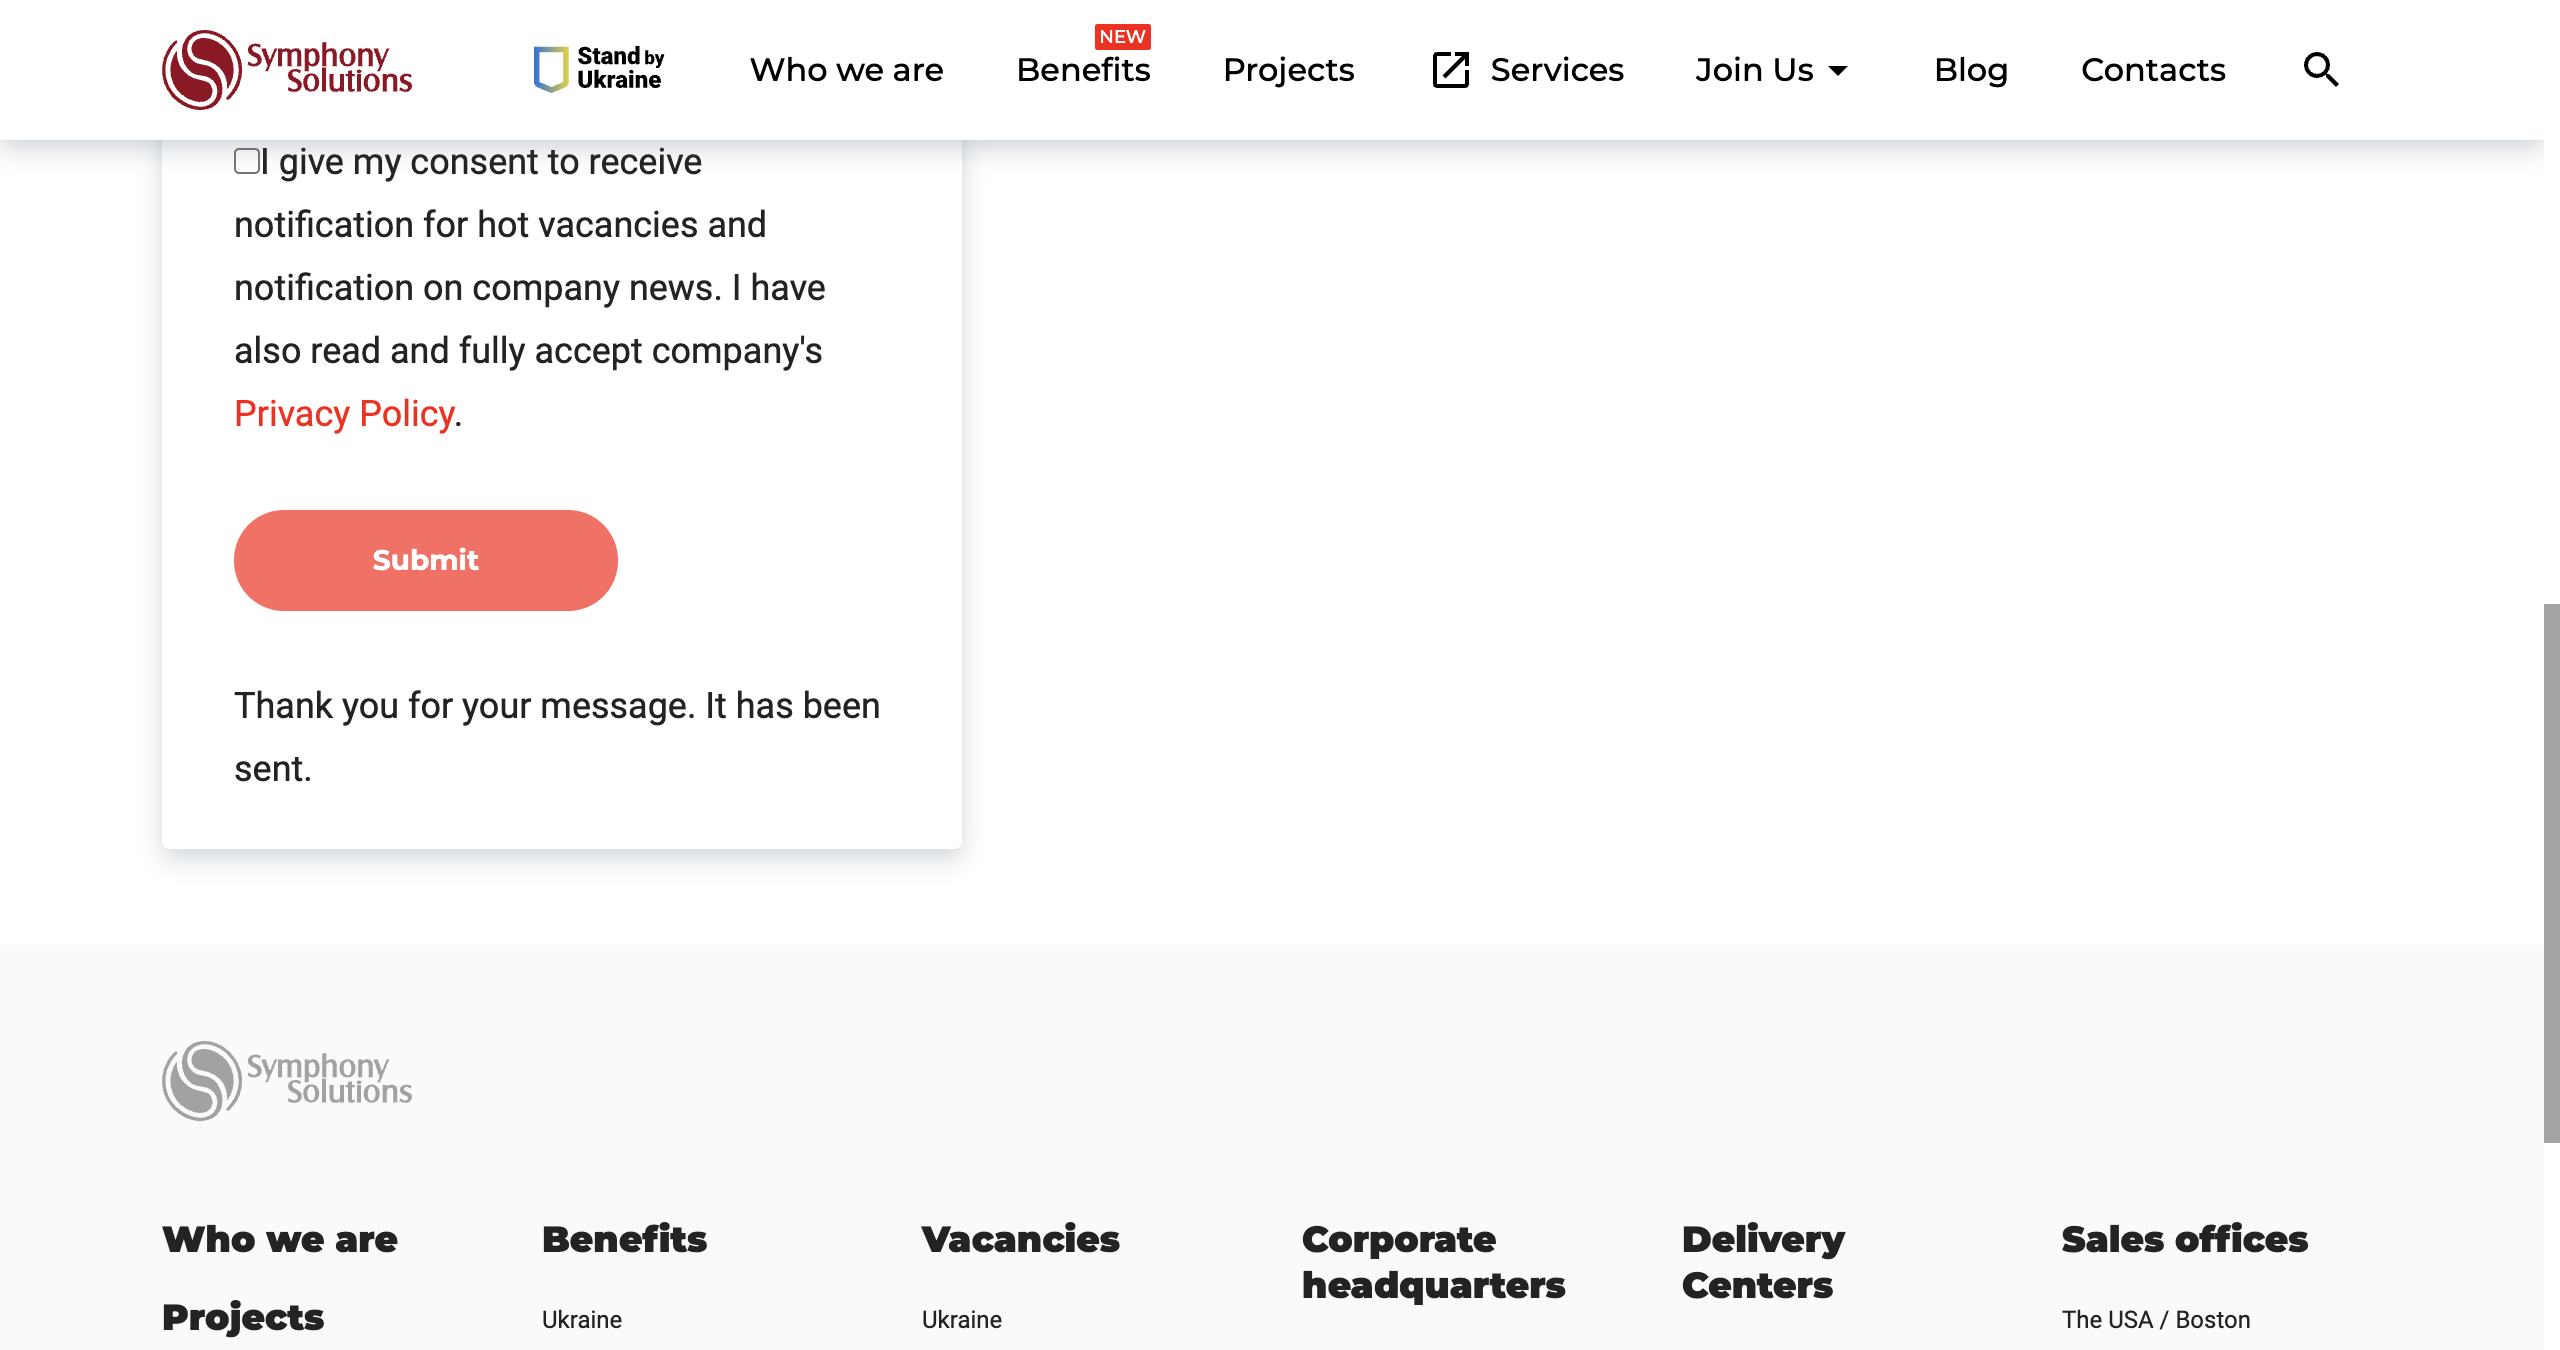 Symphony
Solutions
Stand by
Ukraine
Who we are
NEW
Benefits
Projects
Services
Join Us
Blog
Contacts
I give my consent to receive
notification for hot vacancies and
notification on company news. I have
also read and fully accept company's
Privacy Policy.
Submit
Thank you for your message. It has been
sent.
Symphony
Solutions
Who we are
Projects
Benefits
Ukraine
Vacancies
Ukraine
Corporate
headquarters
Delivery
Centers
Sales offices
The USA / Boston